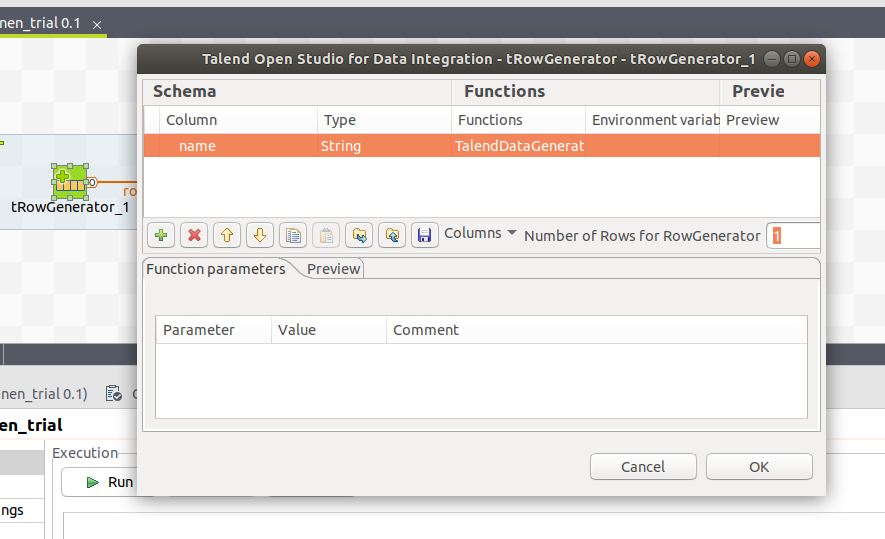 nen_trial 0.1
Talend Open Studio for Data Integration - tRowGenerator - tRowGenerator_1
Schema Functions Previe
Column Type Functions Environment variab Preview
name String TalendDataGenerat
ro
tRowGenerator_1
Columns Number of Rows for RowGenerator 1
Function parameters Preview
Parameter Value Comment
nen_trial 0.1)
en_trial
Execution
Cancel OK
Run
ngs